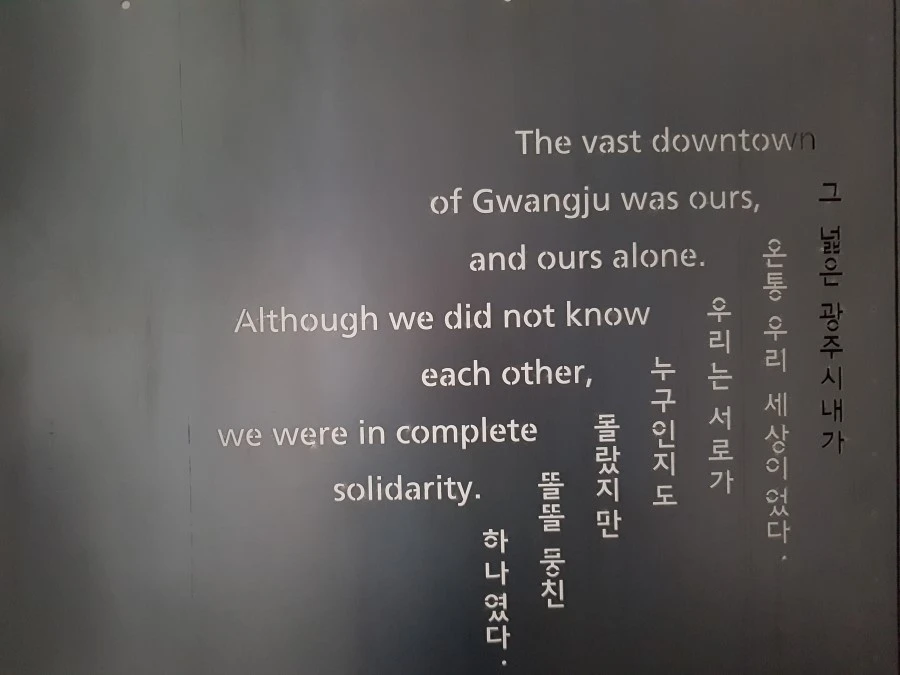 The vast downtown
of Gwangju was ours,
and ours alone.
Although we did not know
each other,
we were in complete
solidarity.
그 넓은 광주시내가
온통 우리 세상이었다.
우리는 서로가
누구인지도
몰랐지만
똘똘 뭉친
하나였다.